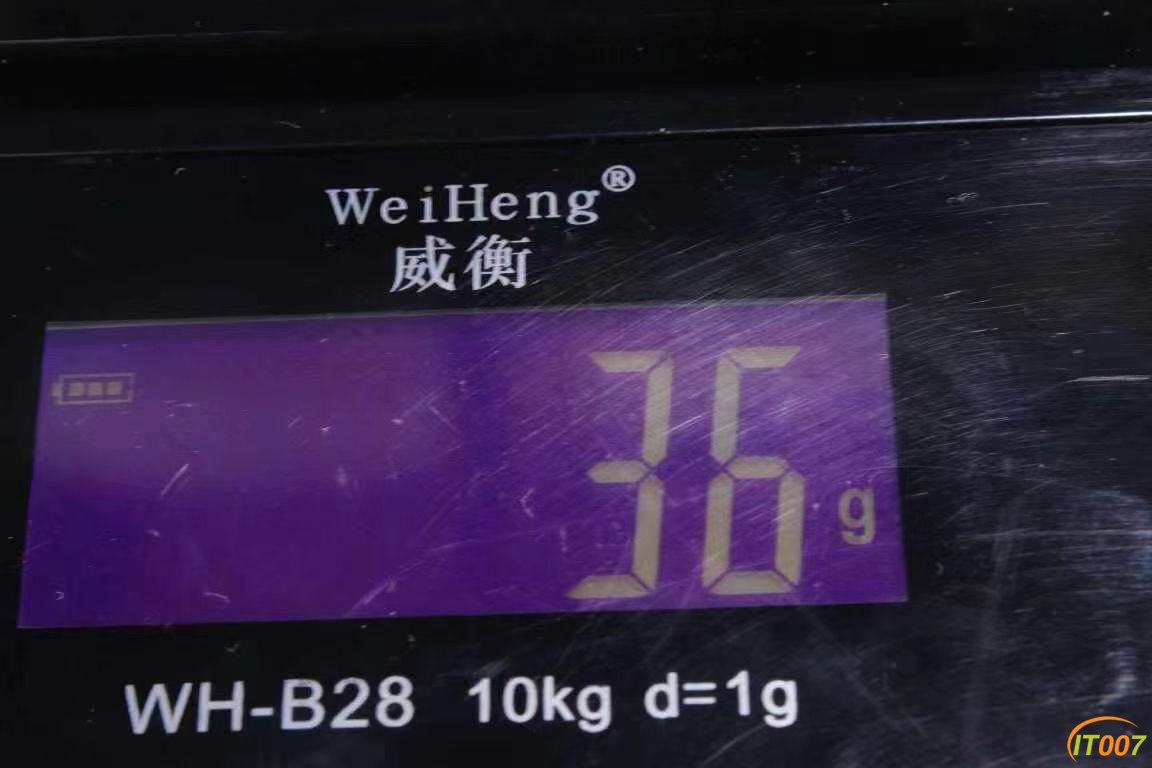 WeiHeng®
威衡
36 g
WH-B28 10kg d=1g
IT007